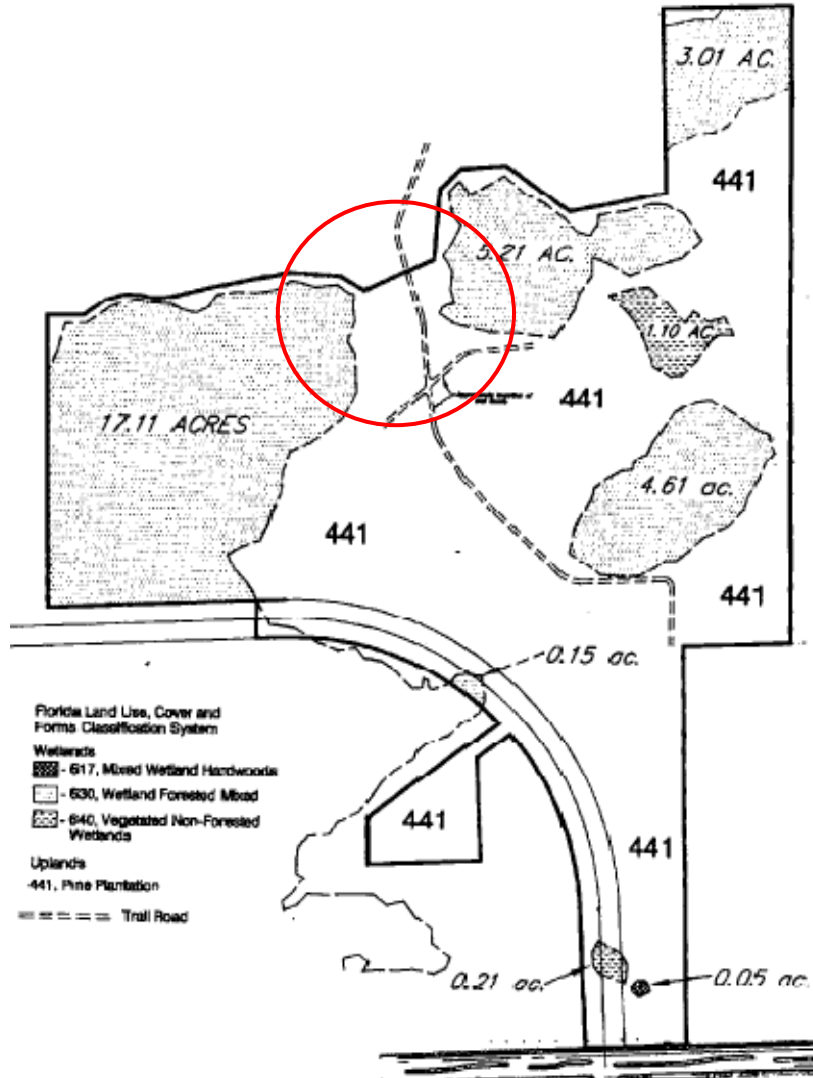 3.01 AC.
441
5.21 AC.
1.10 AC
441
17.11 ACRES
4.61 ac.
441
441
0.15 ac.
Florida Land Use, Cover and
Forms Classification System
Wetlands
- 617, Mixed Wetland Hardwoods
- 630, Wetland Forested Mixed
- 640, Vegetated Non-Forested
Wetlands
Uplands
-441, Pine Plantation
Trail Road
441
441
0.21 ac.
0.05 ac.